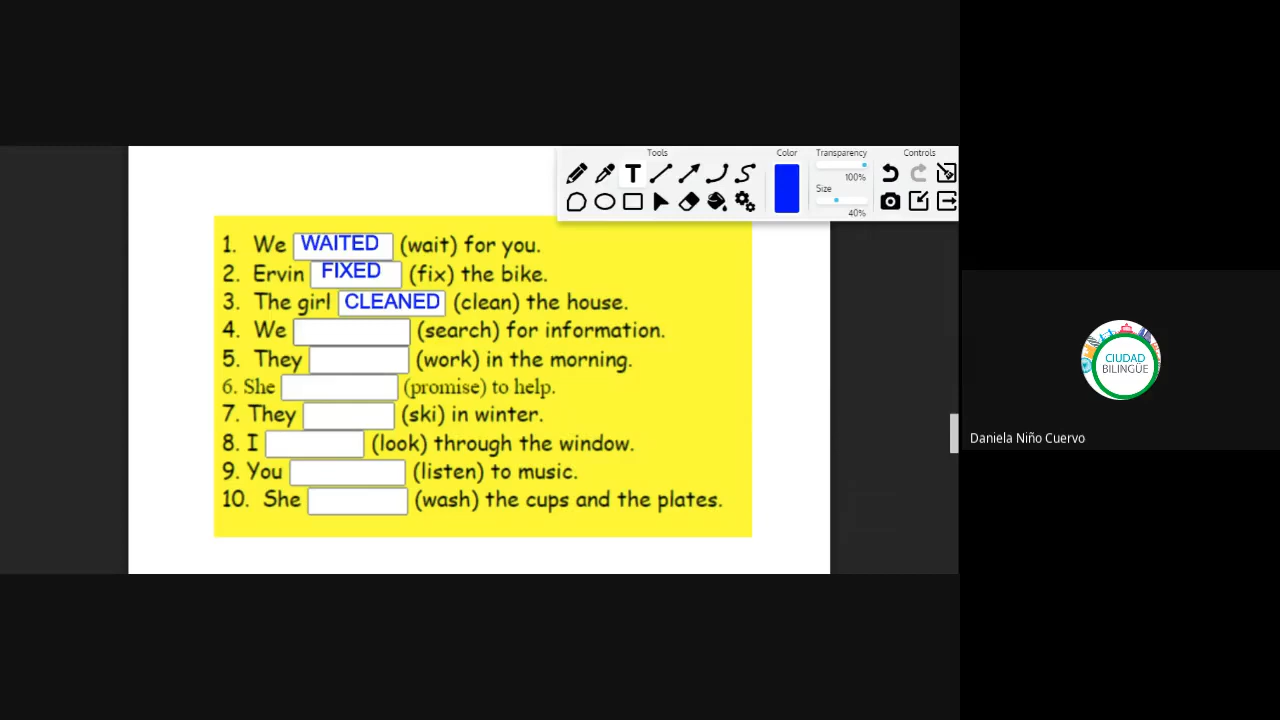 Tools
Color
Transparency
Controls
T
100%
Size
40%
1. We WAITED (wait) for you.
2. Ervin FIXED (fix) the bike.
3. The girl CLEANED (clean) the house.
4. We (search) for information.
5. They (work) in the morning.
6. She (promise) to help.
7. They (ski) in winter.
8. I (look) through the window.
9. You (listen) to music.
10. She (wash) the cups and the plates.
CIUDAD
BILINGÜE
Daniela Niño Cuervo